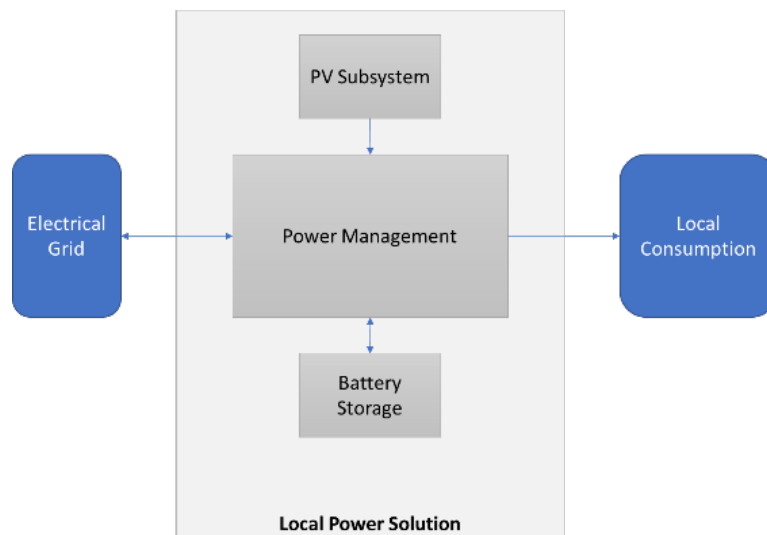 PV Subsystem
Electrical
Grid
Power Management
Local
Consumption
Battery
Storage
Local Power Solution